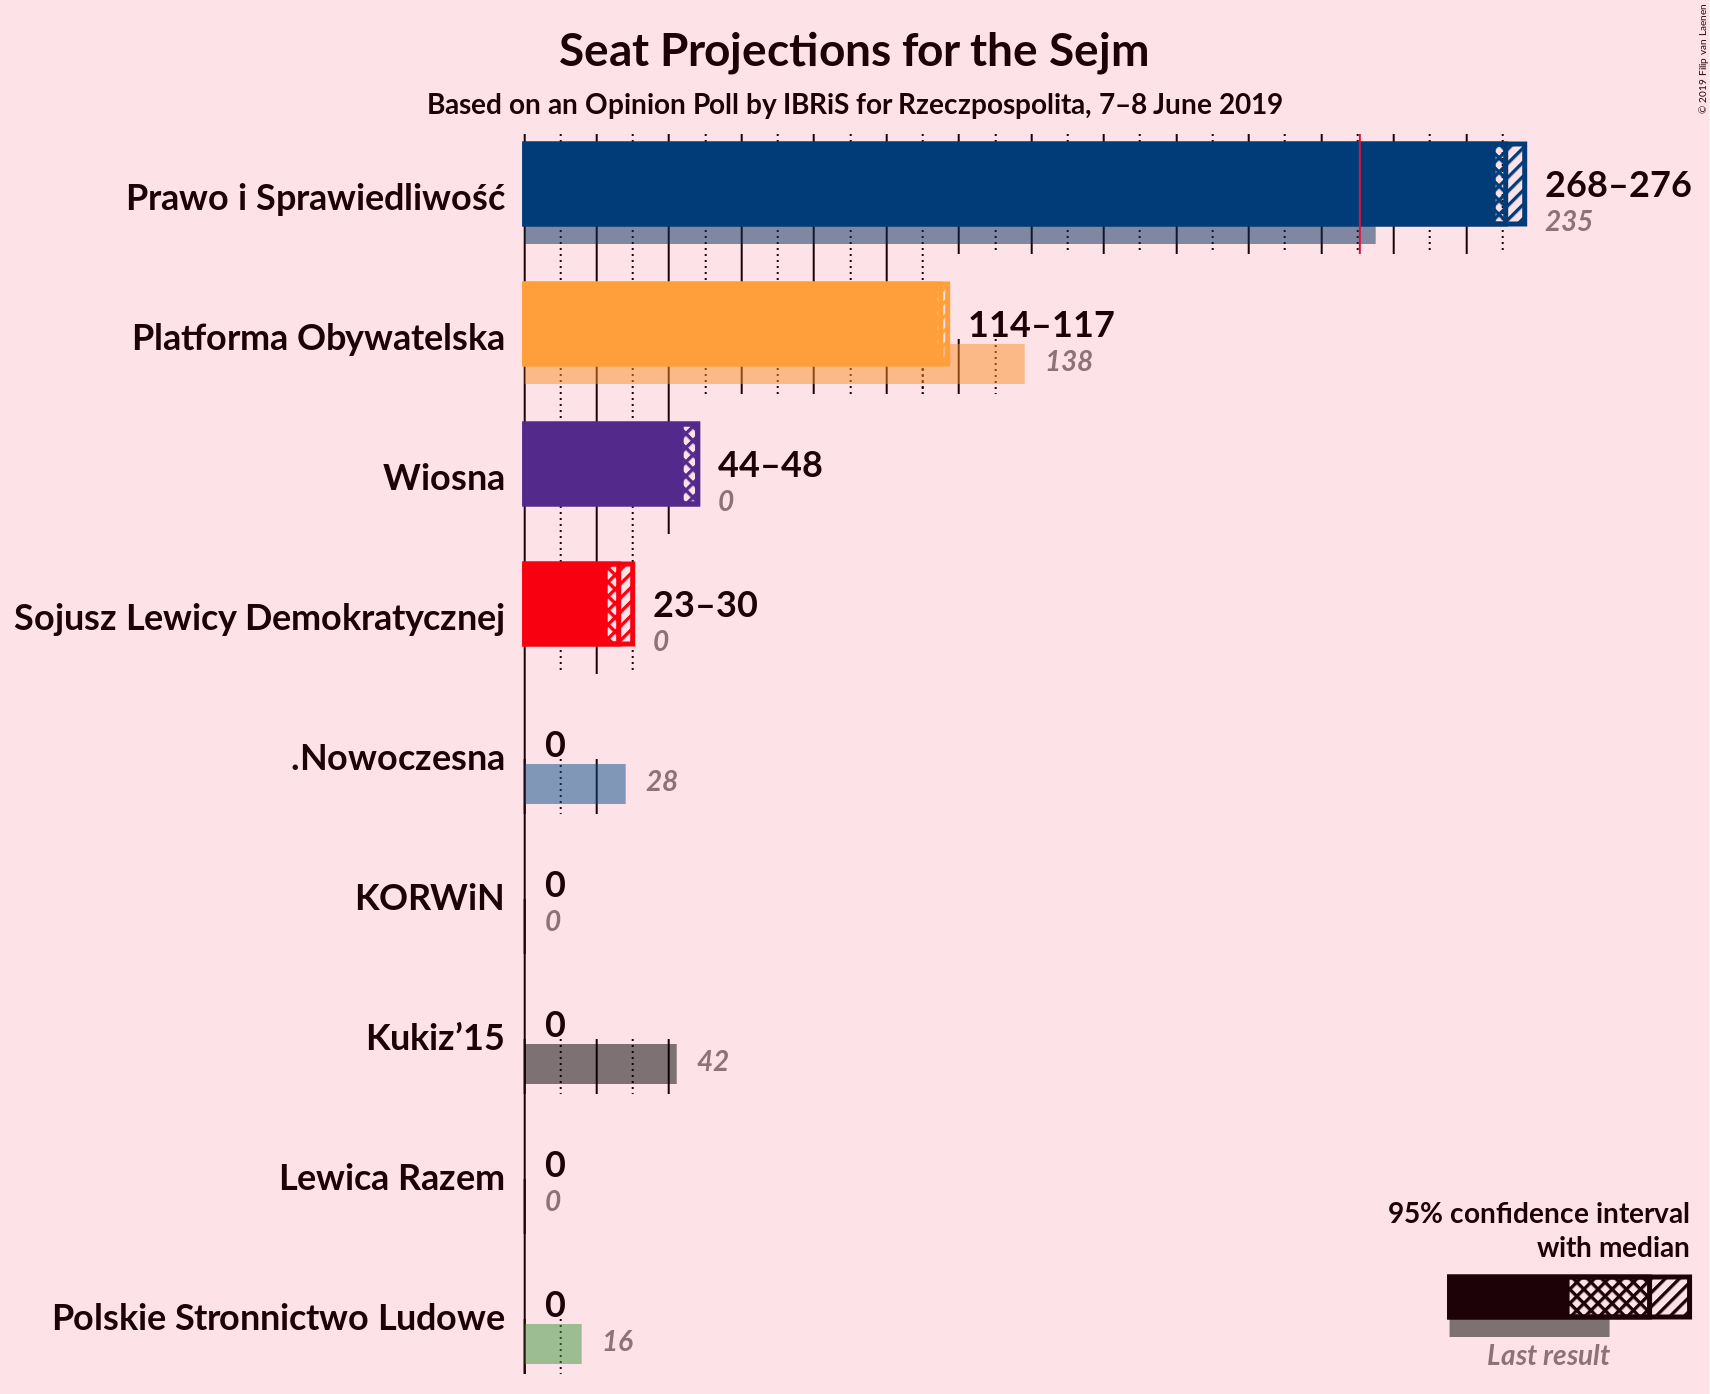 Seat Projections for the Sejm
Based on an Opinion Poll by IBRiS for Rzeczpospolita, 7–8 June 2019
© 2019 Filip van Laenen
Prawo i Sprawiedliwość
268–276
235
Platforma Obywatelska
114–117
138
Wiosna
44–48
0
Sojusz Lewicy Demokratycznej
23–30
0
.Nowoczesna
0
28
KORWiN
0
0
Kukiz’15
0
42
Lewica Razem
0
0
Polskie Stronnictwo Ludowe
0
16
95% confidence interval
with median
Last result